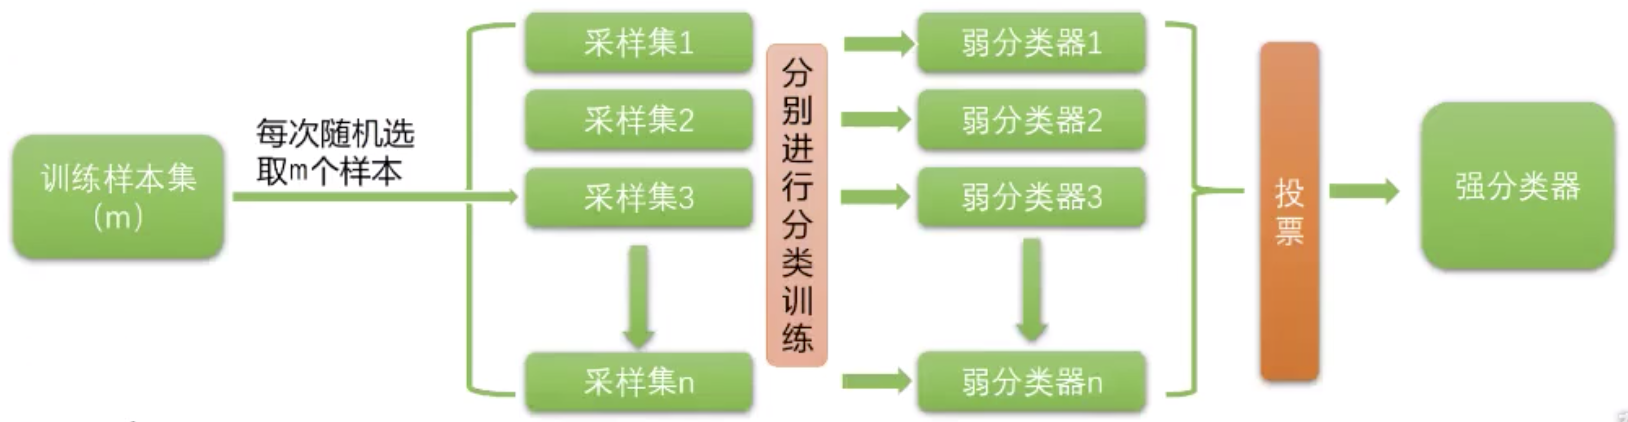 训练样本集
(m)
每次随机选
取m个样本
采样集1
采样集2
采样集3
采样集n
分别进行分类训练
弱分类器1
弱分类器2
弱分类器3
弱分类器n
投票
强分类器